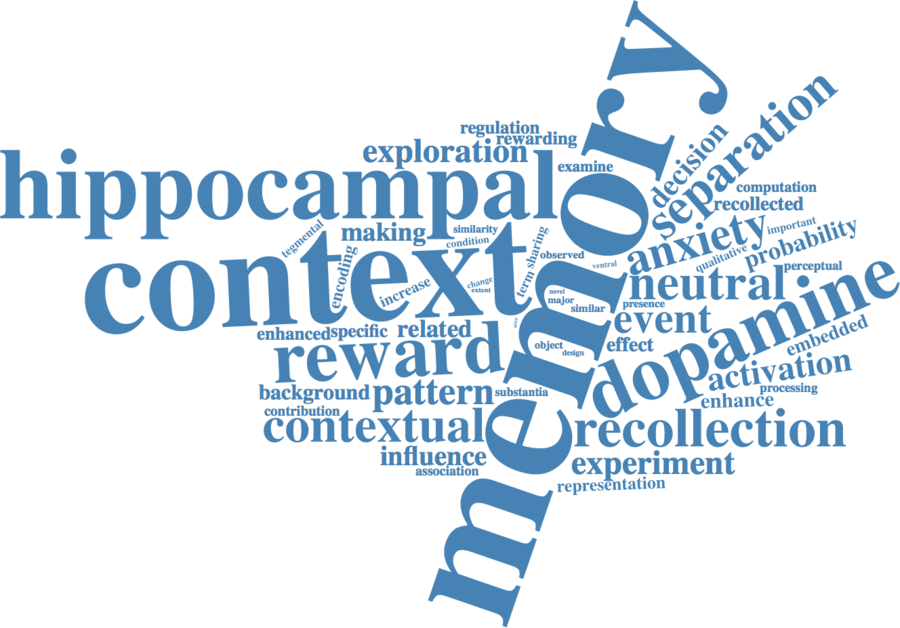 memory
regulation
rewarding
exploration
examine
hippocampal
decision
separation
computation
recollected
tegmental
making
similarity
condition
term sharing
observed
ventral
anxiety
important
qualitative
probability
perceptual
context
encoding
increase
change
extent
novel
major
similar
presence
neutral
event
effect
dopamine
embedded
enhanced
specific
related
reward
object
design
activation
processing
enhance
background
pattern
substantia
contribution
contextual
recollection
influence
association
experiment
representation